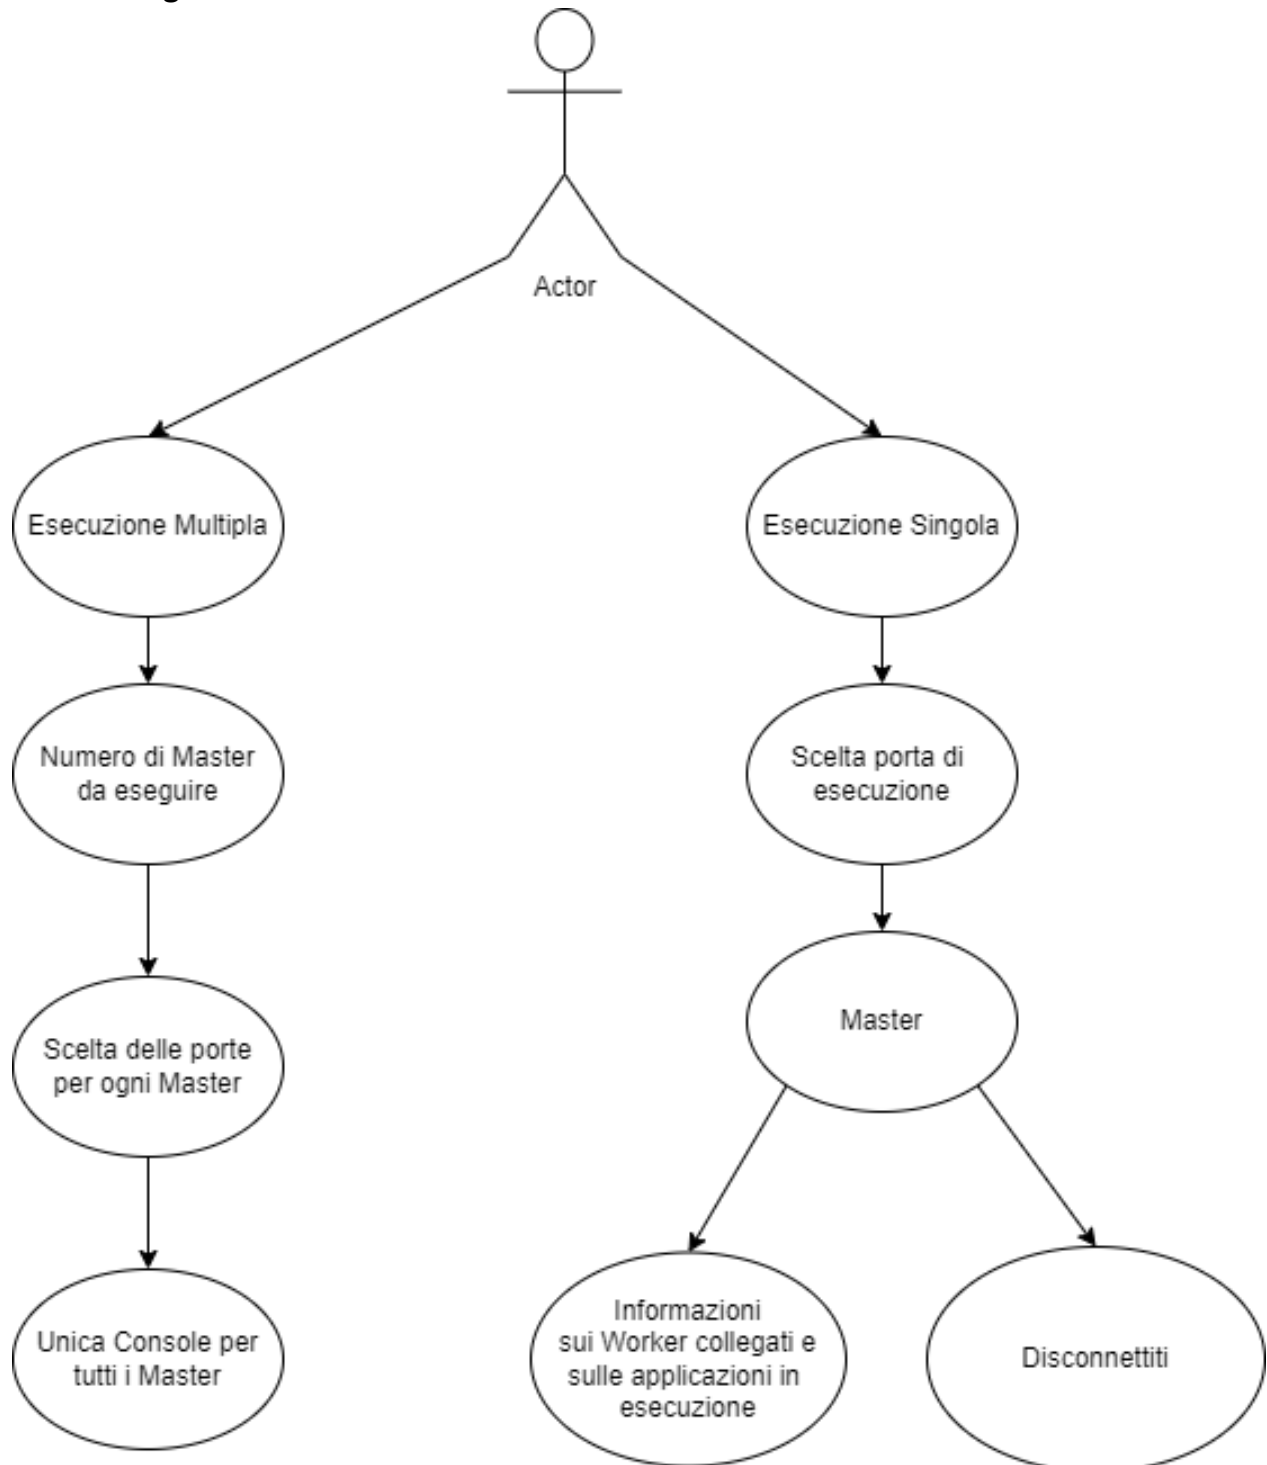 Actor
Esecuzione Multipla
Esecuzione Singola
Numero di Master
da eseguire
Scelta porta di
esecuzione
Scelta delle porte
per ogni Master
Master
Unica Console per
tutti i Master
Informazioni
sui Worker collegati e
sulle applicazioni in
esecuzione
Disconnettiti